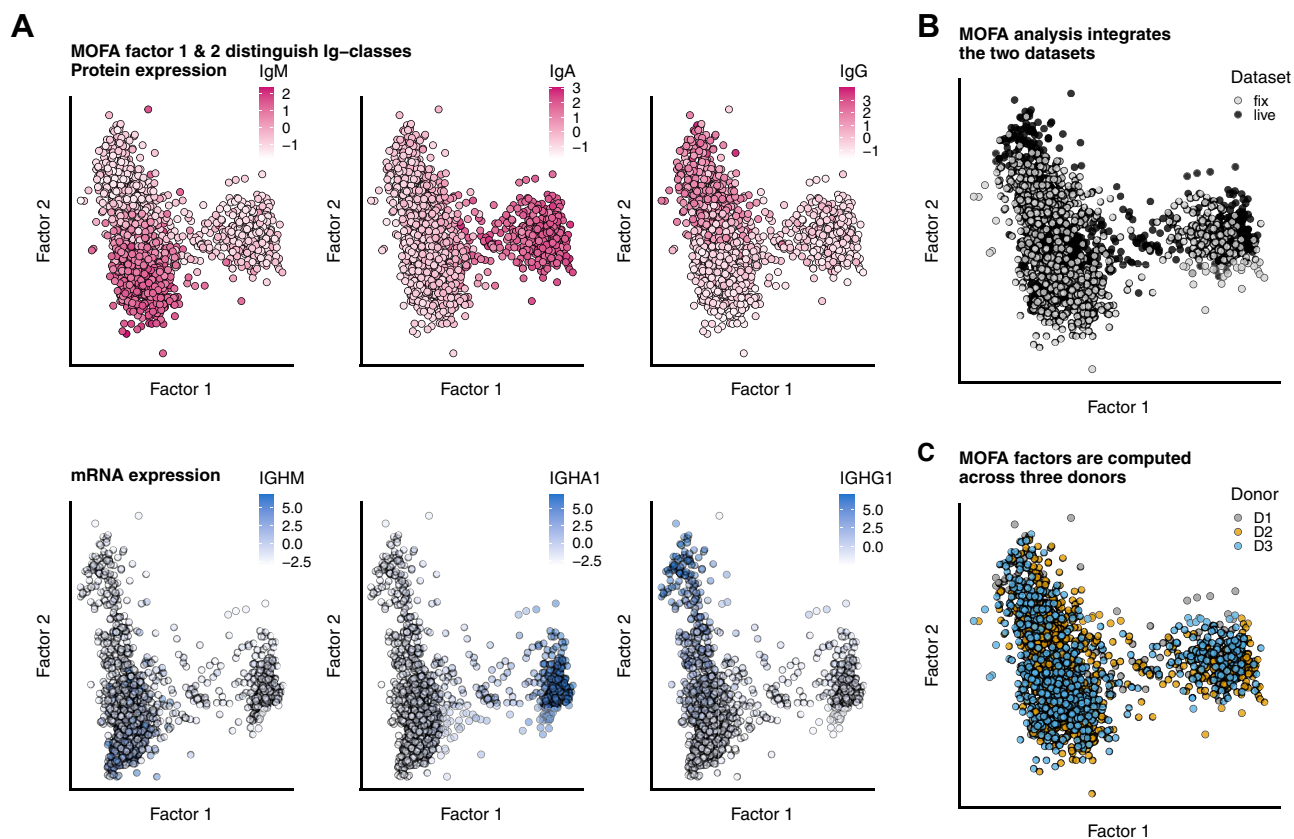 A
MOFA factor 1 & 2 distinguish Ig–classes
Protein expression
IgM
2
1
0
−1
Factor 2
Factor 1
IgA
3
2
1
0
−1
Factor 2
Factor 1
IgG
3
2
1
0
−1
Factor 2
Factor 1
mRNA expression
IGHM
5.0
2.5
0.0
−2.5
Factor 2
Factor 1
IGHA1
5.0
2.5
0.0
−2.5
Factor 2
Factor 1
IGHG1
5.0
2.5
0.0
Factor 2
Factor 1
B
MOFA analysis integrates
the two datasets
Dataset
fix
live
Factor 2
Factor 1
C
MOFA factors are computed
across three donors
Donor
D1
D2
D3
Factor 2
Factor 1